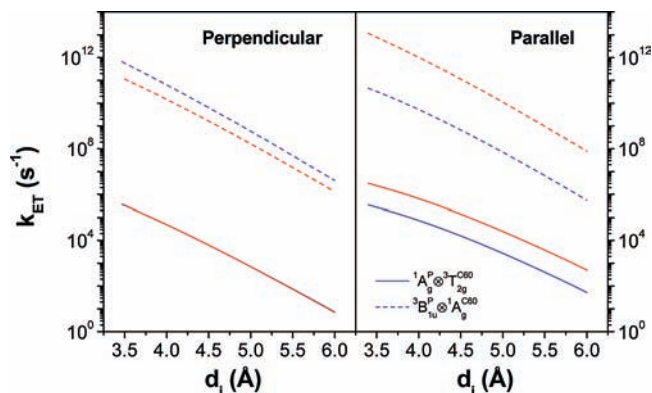 Perpendicular
Parallel
k_ET (s^-1)
10^12
10^8
10^4
10^0
10^12
10^8
10^4
10^0
^1A_g^P⊗^3T_2g^C60
^3B_1u^P⊗^1A_g^C60
3.5 4.0 4.5 5.0 5.5 6.0
3.5 4.0 4.5 5.0 5.5 6.0
d_i (Å)
d_i (Å)